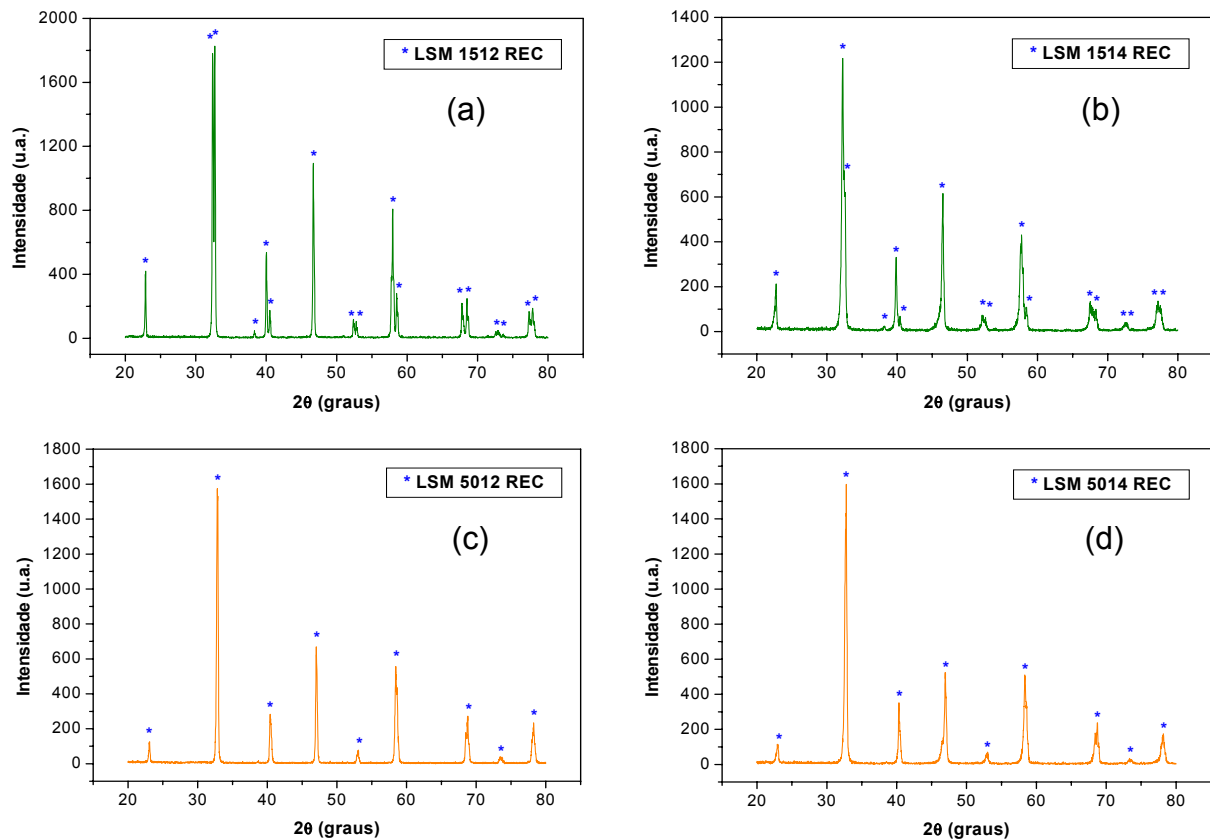 2000
1600
1200
800
400
0
Intensidade (u.a.)
* LSM 1512 REC
(a)
* * * * * * * * * * * * * * * * *
20 30 40 50 60 70 80
2θ (graus)
1400
1200
1000
800
600
400
200
0
Intensidade (u.a.)
* LSM 1514 REC
(b)
* * * * * * * * * * * * * * * * *
20 30 40 50 60 70 80
2θ (graus)
1800
1600
1400
1200
1000
800
600
400
200
0
Intensidade (u.a.)
* LSM 5012 REC
(c)
* * * * * * * * *
20 30 40 50 60 70 80
2θ (graus)
1800
1600
1400
1200
1000
800
600
400
200
0
Intensidade (u.a.)
* LSM 5014 REC
(d)
* * * * * * * * *
20 30 40 50 60 70 80
2θ (graus)